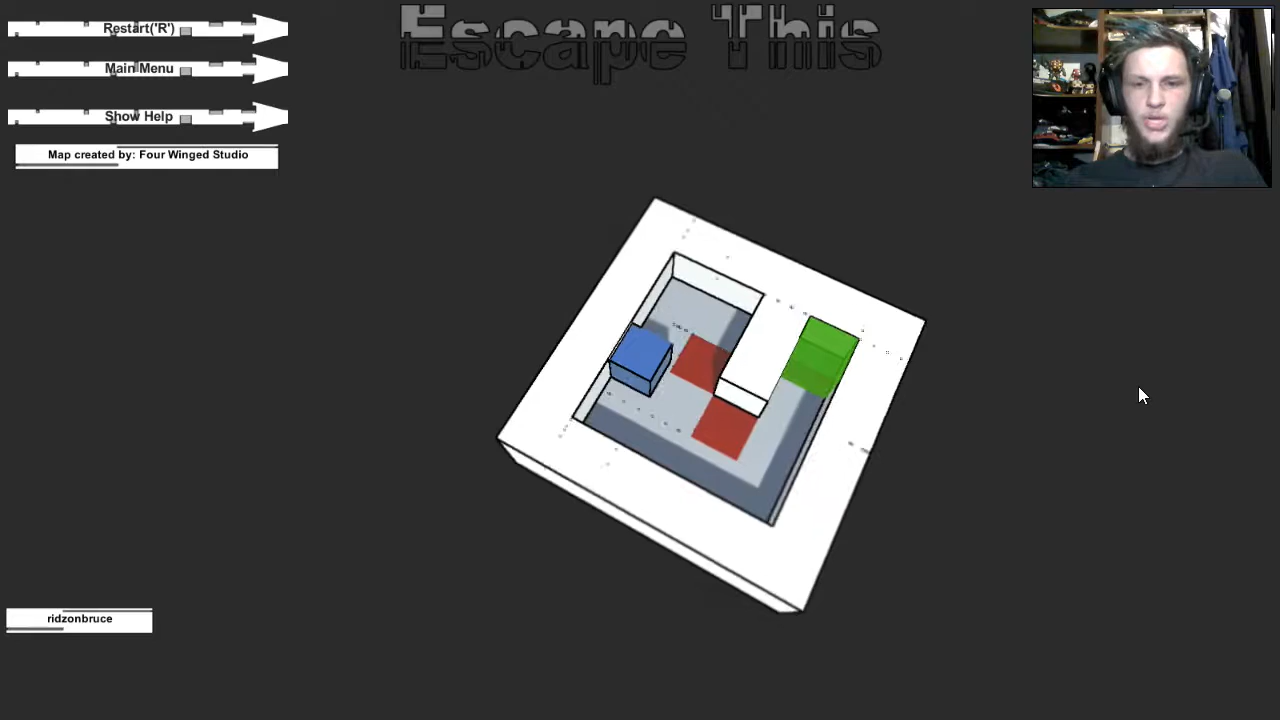 Escape This
Restart('R')
Main Menu
Show Help
Map created by: Four Winged Studio
ridzonbruce